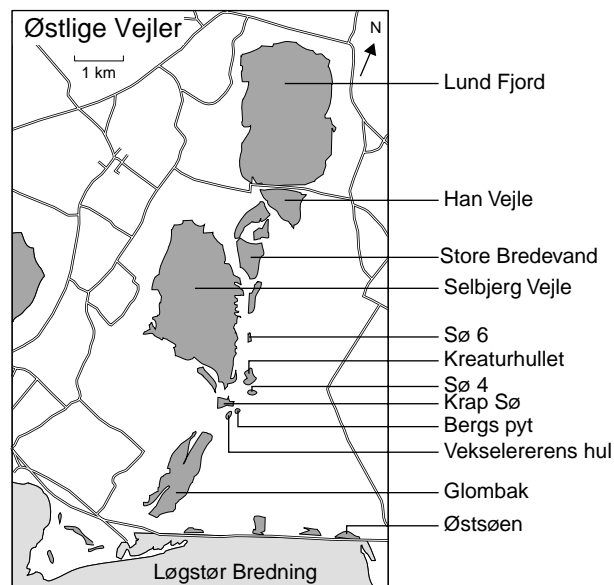 Østlige Vejler
1 km
N
Lund Fjord
Han Vejle
Store Bredevand
Selbjerg Vejle
Sø 6
Kreaturhullet
Sø 4
Krap Sø
Bergs pyt
Vekselererens hul
Glombak
Østsøen
Løgstør Bredning